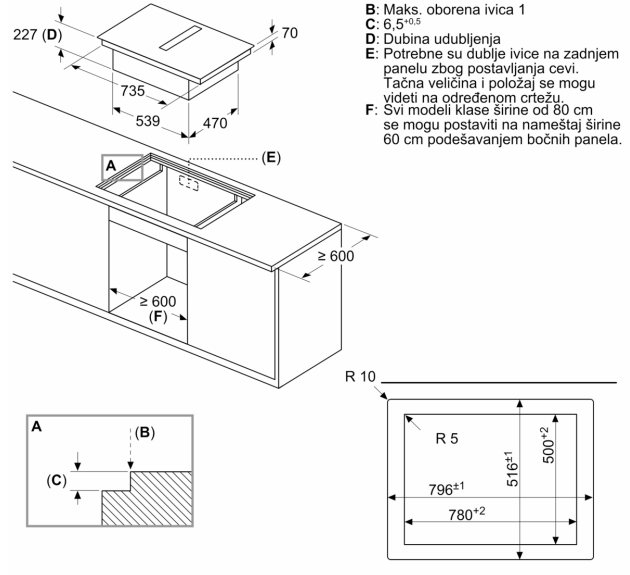 B: Maks. oborena ivica 1
C: 6,5+0,5
D: Dubina udubljenja
E: Potrebne su dublje ivice na zadnjem
panelu zbog postavljanja cevi.
Tačna veličina i položaj se mogu
videti na određenom crtežu.
F: Svi modeli klase širine od 80 cm
se mogu postaviti na nameštaj širine
60 cm podešavanjem bočnih panela.
227 (D)
70
735
539
470
A
(E)
≥ 600
≥ 600
(F)
A
(B)
(C)
R 10
R 5
516±1
500+2
796±1
780+2